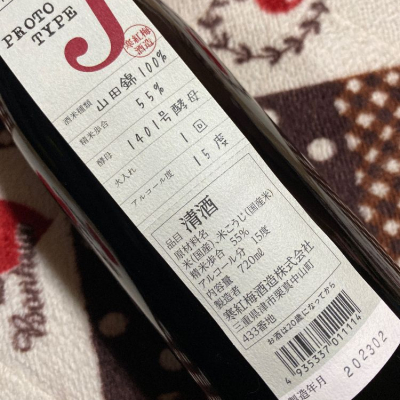 PROTO
TYPE
J
寒紅梅
酒造
酒米種類 山田錦100%
精米歩合 55%
酵母 1401号酵母
火入れ 1回
アルコール度 15度
品目 清酒
原材料名
米(国産)、米こうじ(国産米)
精米歩合 55%
アルコール分 15度
内容量 720ml
製造者
寒紅梅酒造株式会社
三重県津市栗真中山町
433番地
お酒は20歳になってから
4 935337 011114
製造年月 202302